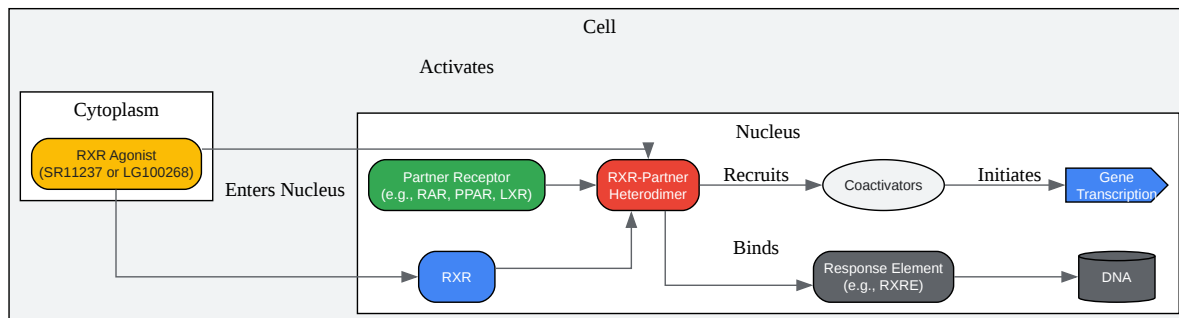 Cell
Activates
Cytoplasm
RXR Agonist
(SR11237 or LG100268)
Enters Nucleus
Nucleus
Partner Receptor
(e.g., RAR, PPAR, LXR)
RXR-Partner
Heterodimer
Recruits
Coactivators
Initiates
Gene
Transcription
RXR
Binds
Response Element
(e.g., RXRE)
DNA